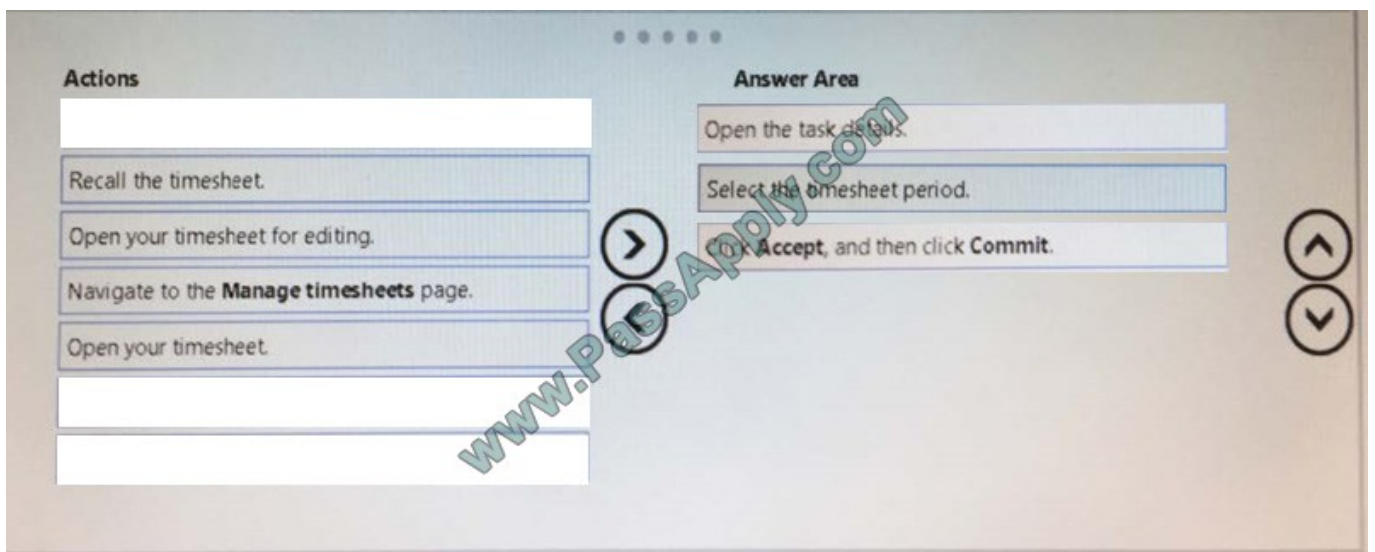 Actions
Recall the timesheet.
Open your timesheet for editing.
Navigate to the Manage timesheets page.
Open your timesheet.
Answer Area
Open the task details.
Select the timesheet period.
Click Accept, and then click Commit.
www.PassApply.com